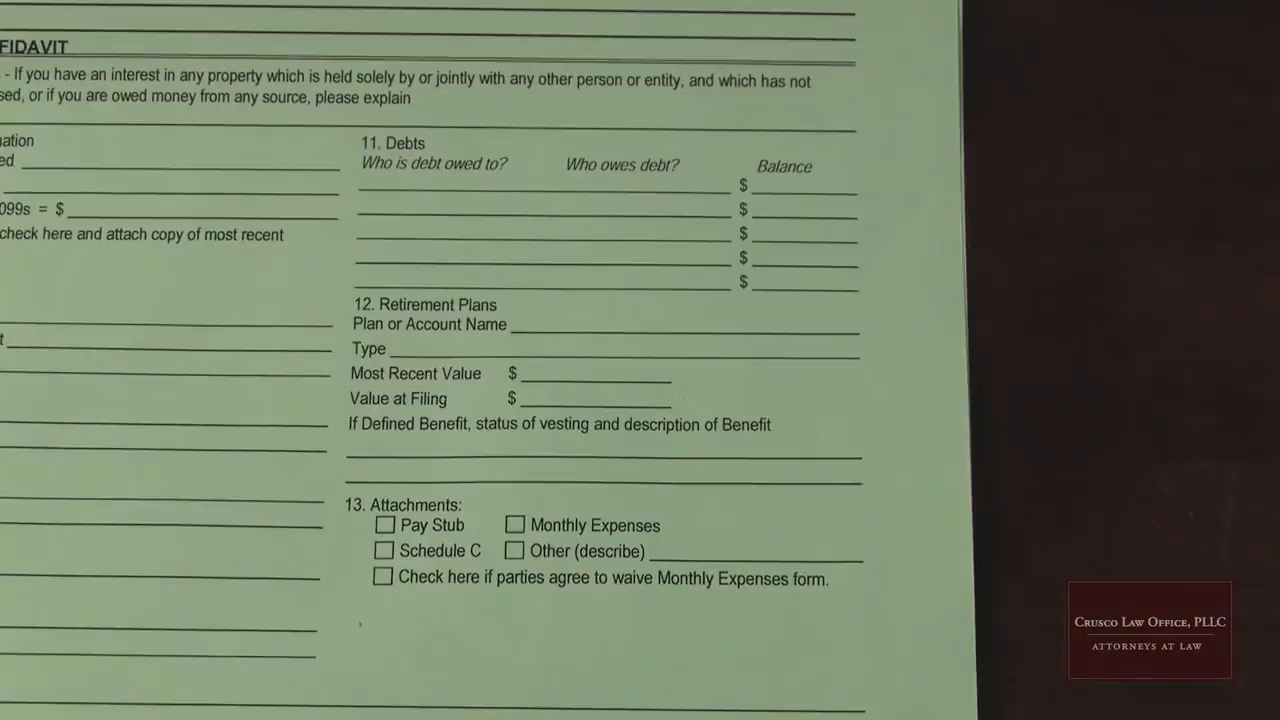 FIDAVIT
- If you have an interest in any property which is held solely by or jointly with any other person or entity, and which has not
sed, or if you are owed money from any source, please explain
ation
ed
099s = $
check here and attach copy of most recent
t
11. Debts
Who is debt owed to? Who owes debt? Balance
$
$
$
$
$
12. Retirement Plans
Plan or Account Name
Type
Most Recent Value $
Value at Filing $
If Defined Benefit, status of vesting and description of Benefit
13. Attachments:
Pay Stub Monthly Expenses
Schedule C Other (describe)
Check here if parties agree to waive Monthly Expenses form.
CRUSCO LAW OFFICE, PLLC
ATTORNEYS AT LAW